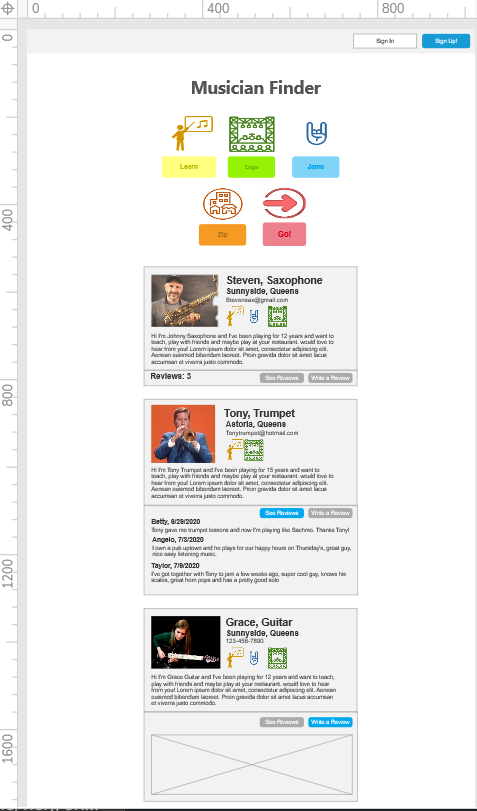 0 400 800
0
Sign In Sign Up!
Musician Finder
Learn Gigs Jams
400
Zip Go!
Steven, Saxophone
Sunnyside, Queens
Stevensax@gmail.com
Hi I'm Johnny Saxophone and I've been playing for 12 years and want to
teach, play with friends and maybe play at your restaurant. would love to
hear from you! Lorem ipsum dolor sit amet, consectetur adipiscing elit.
Aenean euismod bibendum laoreet. Proin gravida dolor sit amet lacus
accumsan et viverra justo commodo.
Reviews: 3 See Reviews Write a Review
800
Tony, Trumpet
Astoria, Queens
Tonytrumpet@hotmail.com
Hi I'm Tony Trumpet and I've been playing for 15 years and want to
teach, play with friends and maybe play at your restaurant. would love to
hear from you! Lorem ipsum dolor sit amet, consectetur adipiscing elit.
Aenean euismod bibendum laoreet. Proin gravida dolor sit amet lacus
accumsan et viverra justo commodo.
See Reviews Write a Review
Betty, 6/29/2020
Tony gave me trumpet lessons and now I'm playing like Sachmo. Thanks Tony!
Angelo, 7/3/2020
I own a pub uptown and he plays for our happy hours on Thursday's, great guy,
nice easy listening music.
1200
Taylor, 7/9/2020
I've got together with Tony to jam a few weeks ago, super cool guy, knows his
scales, great horn pops and has a pretty good solo
Grace, Guitar
Sunnyside, Queens
123-456-7890
Hi I'm Grace Guitar and I've been playing for 12 years and want to teach,
play with friends and maybe play at your restaurant. would love to hear
from you! Lorem ipsum dolor sit amet, consectetur adipiscing elit. Aenean
euismod bibendum laoreet. Proin gravida dolor sit amet lacus accumsan
et viverra justo commodo.
See Reviews Write a Review
1600